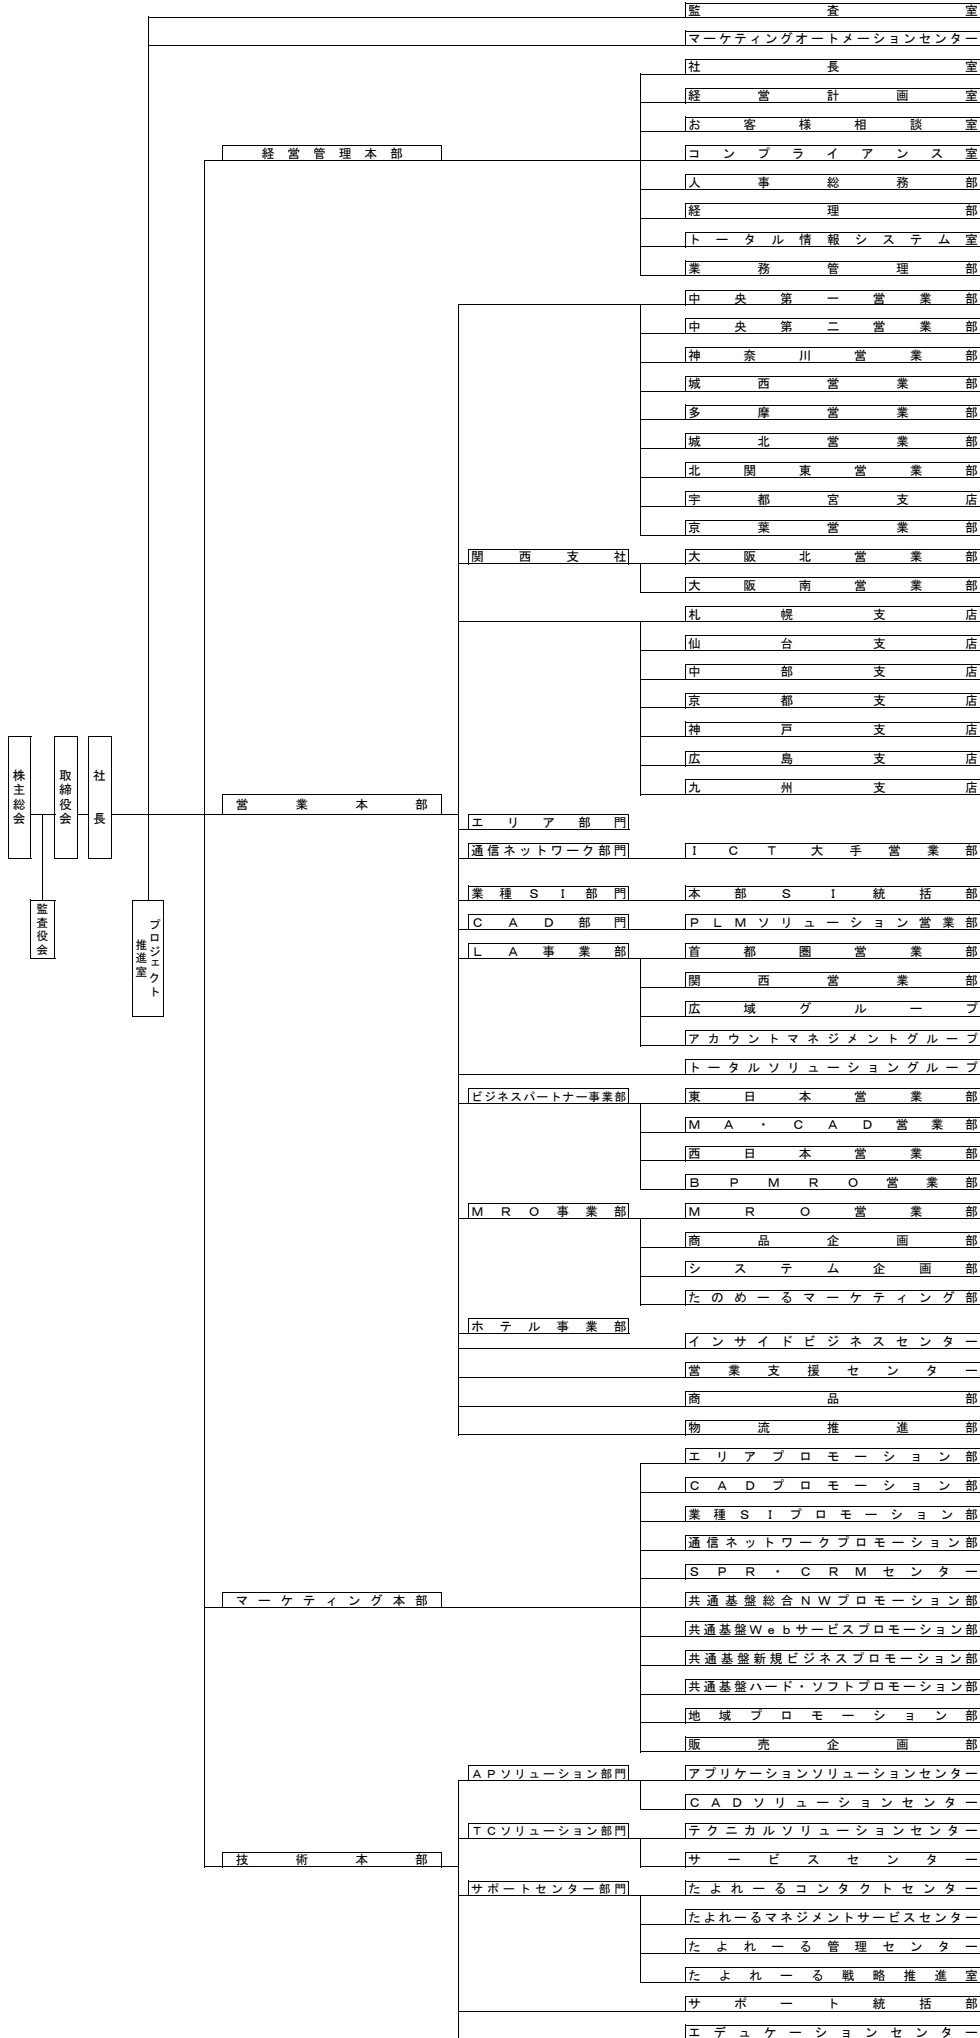 監査室
マーケティングオートメーションセンター
社長室
経営計画室
お客様相談室
経営管理本部
コンプライアンス室
人事総務部
経理部
トータル情報システム室
業務管理部
中央第一営業部
中央第二営業部
神奈川営業部
城西営業部
多摩営業部
城北営業部
北関東営業部
宇都宮支店
京葉営業部
関西支社
大阪北営業部
大阪南営業部
札幌支店
仙台支店
中部支店
京都支店
神戸支店
広島支店
九州支店
株主総会
取締役会
社長
監査役会
プロジェクト
推進室
営業本部
エリア部門
通信ネットワーク部門
ICT大手営業部
業種SI部門
本部SI統括部
CAD部門
PLMソリューション営業部
LA事業部
首都圏営業部
関西営業部
広域グループ
アカウントマネジメントグループ
トータルソリューショングループ
ビジネスパートナー事業部
東日本営業部
MA・CAD営業部
西日本営業部
BPMRO営業部
MRO事業部
MRO営業部
商品企画部
システム企画部
たのめーるマーケティング部
ホテル事業部
インサイドビジネスセンター
営業支援センター
商品部
物流推進部
エリアプロモーション部
CADプロモーション部
業種SIプロモーション部
通信ネットワークプロモーション部
SPR・CRMセンター
マーケティング本部
共通基盤総合NWプロモーション部
共通基盤Webサービスプロモーション部
共通基盤新規ビジネスプロモーション部
共通基盤ハード・ソフトプロモーション部
地域プロモーション部
販売企画部
APソリューション部門
アプリケーションソリューションセンター
CADソリューションセンター
TCソリューション部門
テクニカルソリューションセンター
技術本部
サービスセンター
サポートセンター部門
たよれーるコンタクトセンター
たよれーるマネジメントサービスセンター
たよれーる管理センター
たよれーる戦略推進室
サポート統括部
エデュケーションセンター